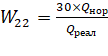 W₂₂ = 30×Qнор / Qреал